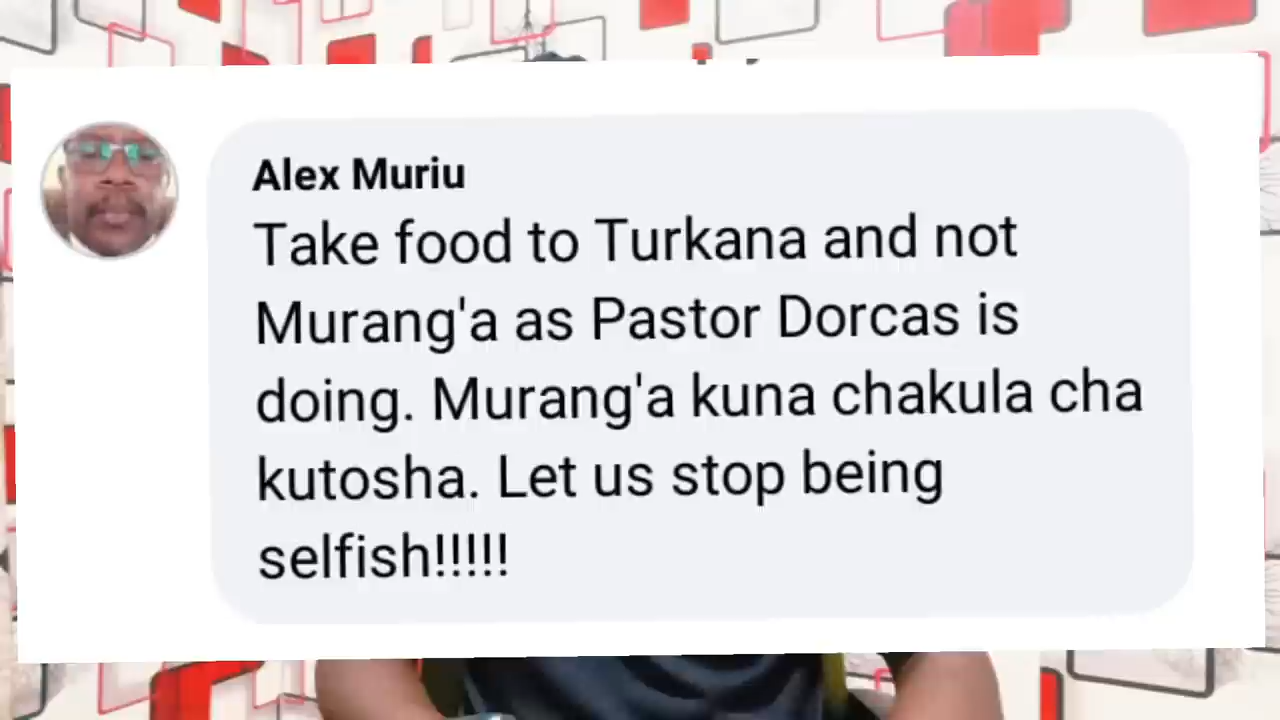 Alex Muriu
Take food to Turkana and not
Murang'a as Pastor Dorcas is
doing. Murang'a kuna chakula cha
kutosha. Let us stop being
selfish!!!!!